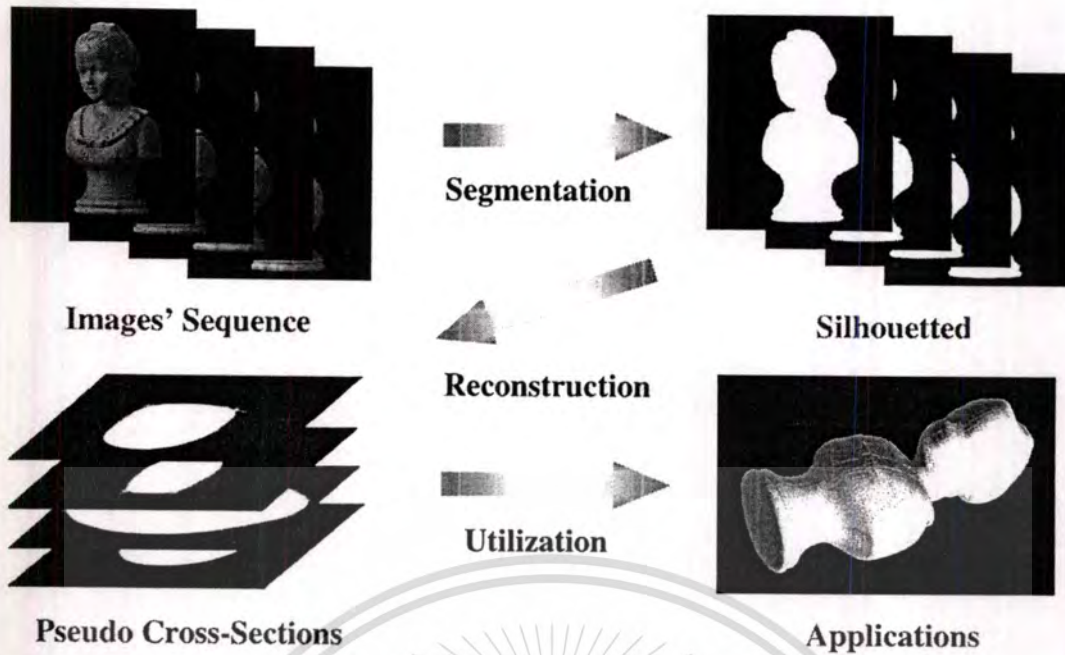 Segmentation
Images' Sequence
Silhouetted
Reconstruction
Utilization
Pseudo Cross-Sections
Applications